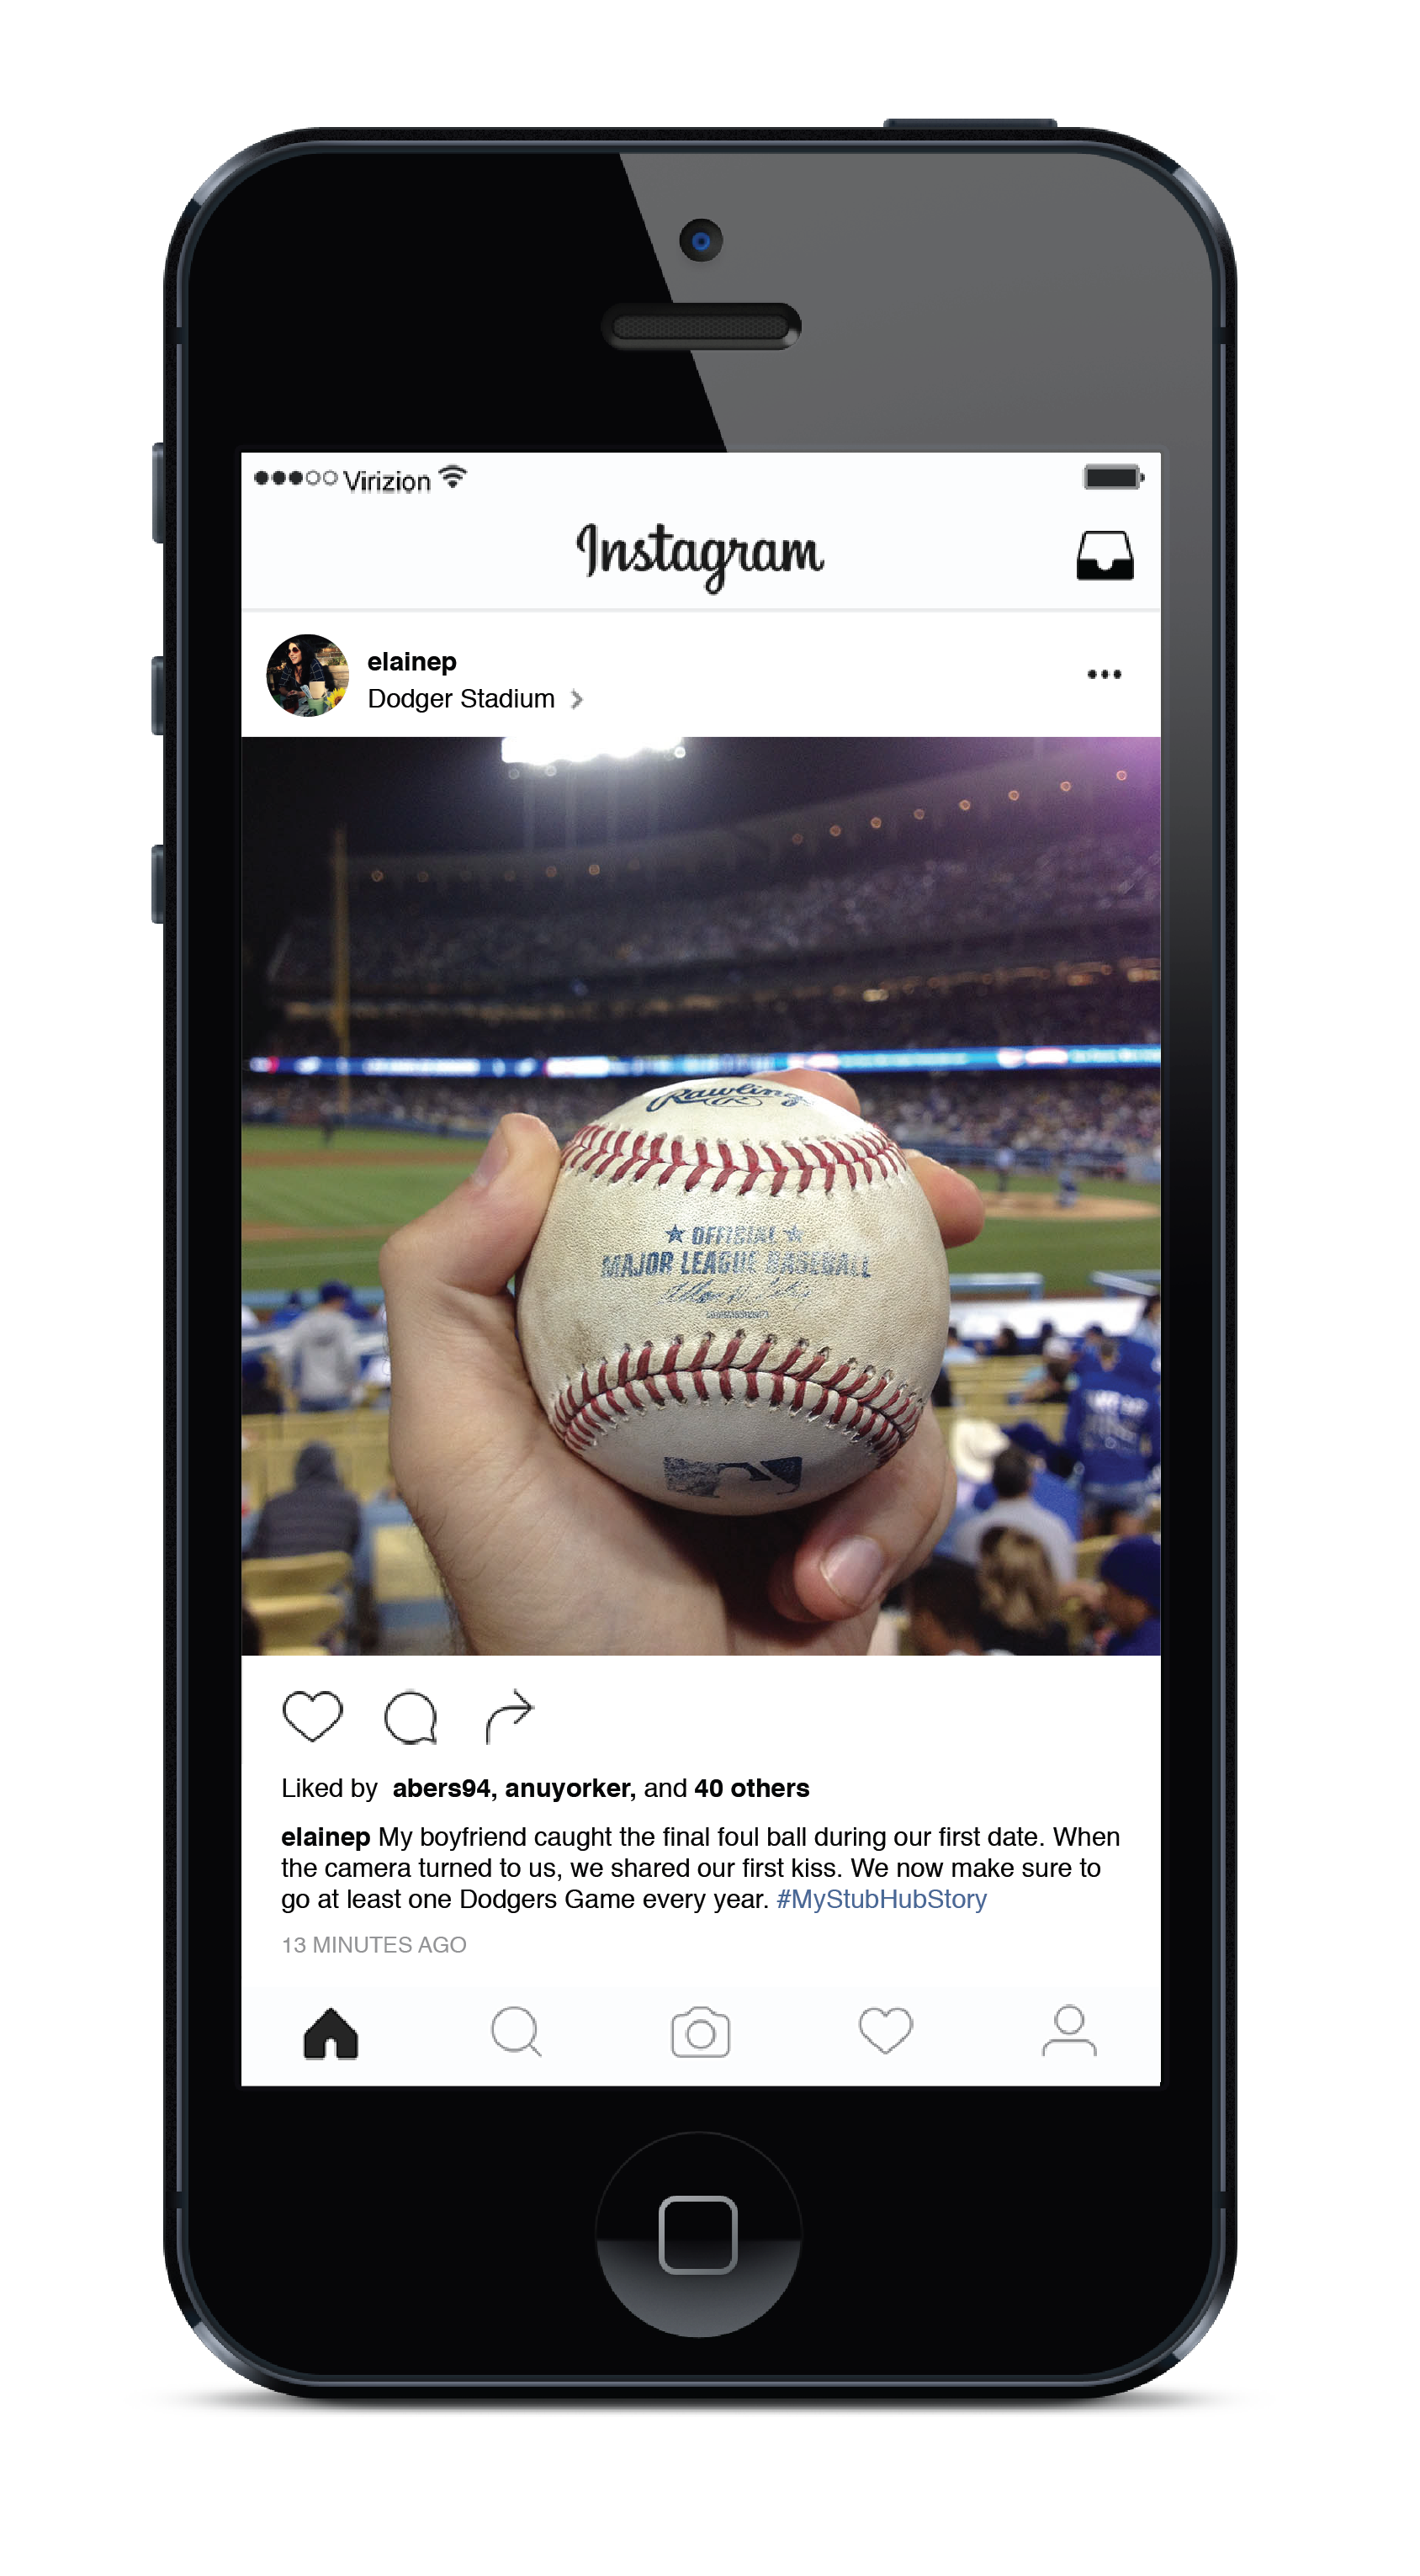 Virizion
Instagram
elainep
Dodger Stadium
Rawlings
OFFICIAL
MAJOR LEAGUE BASEBALL
Liked by abers94, anuyorker, and 40 others
elainep My boyfriend caught the final foul ball during our first date. When
the camera turned to us, we shared our first kiss. We now make sure to
go at least one Dodgers Game every year. #MyStubHubStory
13 MINUTES AGO